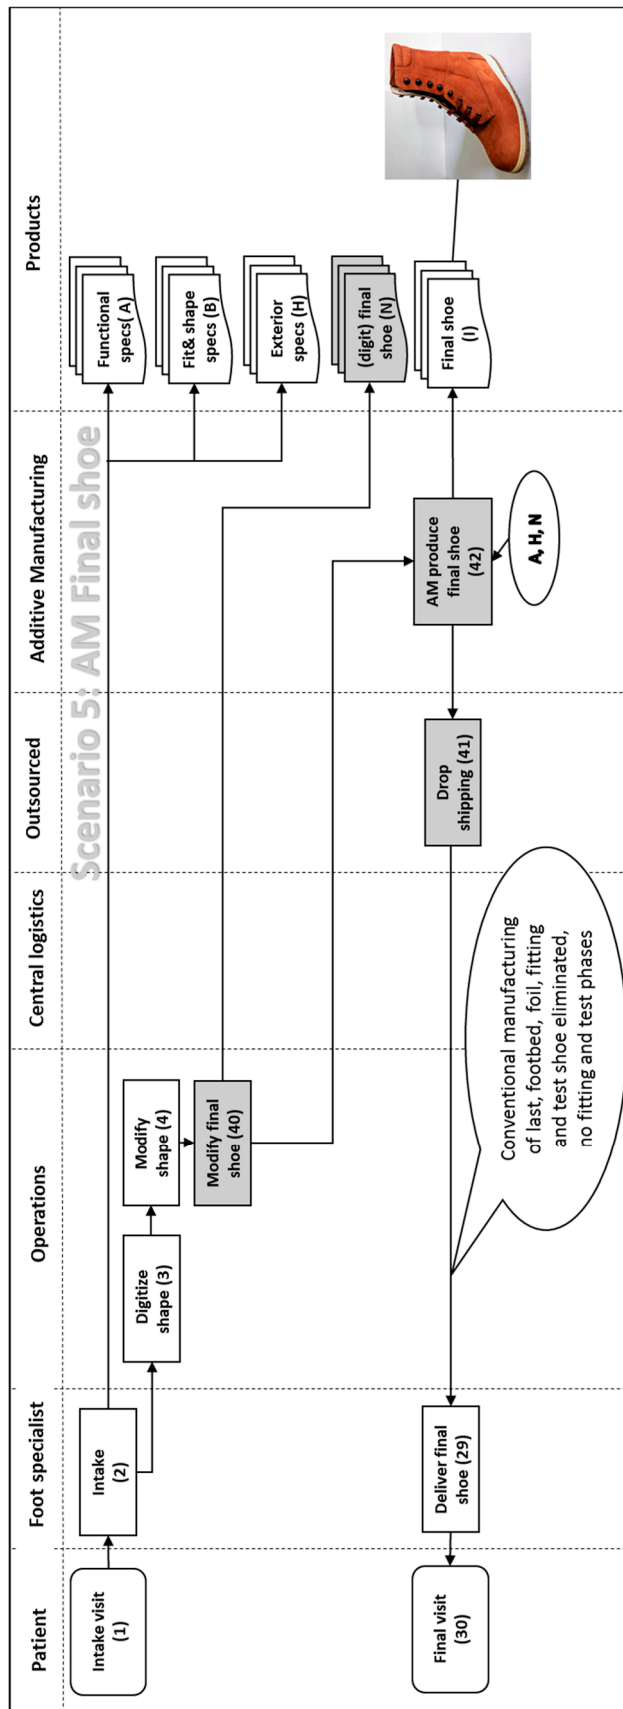 Patient
Foot specialist
Operations
Central logistics
Outsourced
Additive Manufacturing
Products
Scenario 5: AM Final shoe
Intake visit
(1)
Intake
(2)
Digitize
shape (3)
Modify
shape (4)
Modify final
shoe (40)
Functional
specs( A)
Fit& shape
specs (B)
Exterior
specs (H)
(digit) final
shoe (N)
Final shoe
(I)
AM produce
final shoe
(42)
A, H, N
Drop
shipping (41)
Conventional manufacturing
of last, footbed, foil, fitting
and test shoe eliminated,
no fitting and test phases
Deliver final
shoe (29)
Final visit
(30)